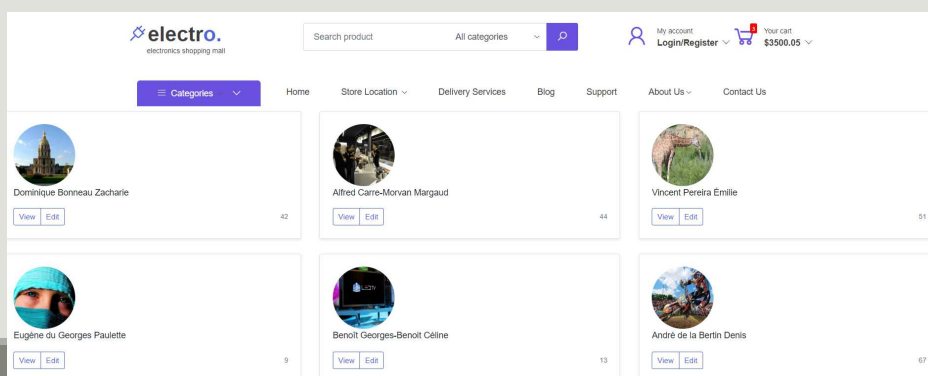 electro.
electronics shopping mall
Search product All categories
My account
Login/Register
3
Your cart
$3500.05
Categories Home Store Location Delivery Services Blog Support About Us Contact Us
Dominique Bonneau Zacharie
View Edit 42
Alfred Carre-Morvan Margaud
View Edit 44
Vincent Pereira Émilie
View Edit 51
Eugène du Georges Paulette
View Edit 9
Benoît Georges-Benoit Céline
View Edit 13
André de la Bertin Denis
View Edit 67